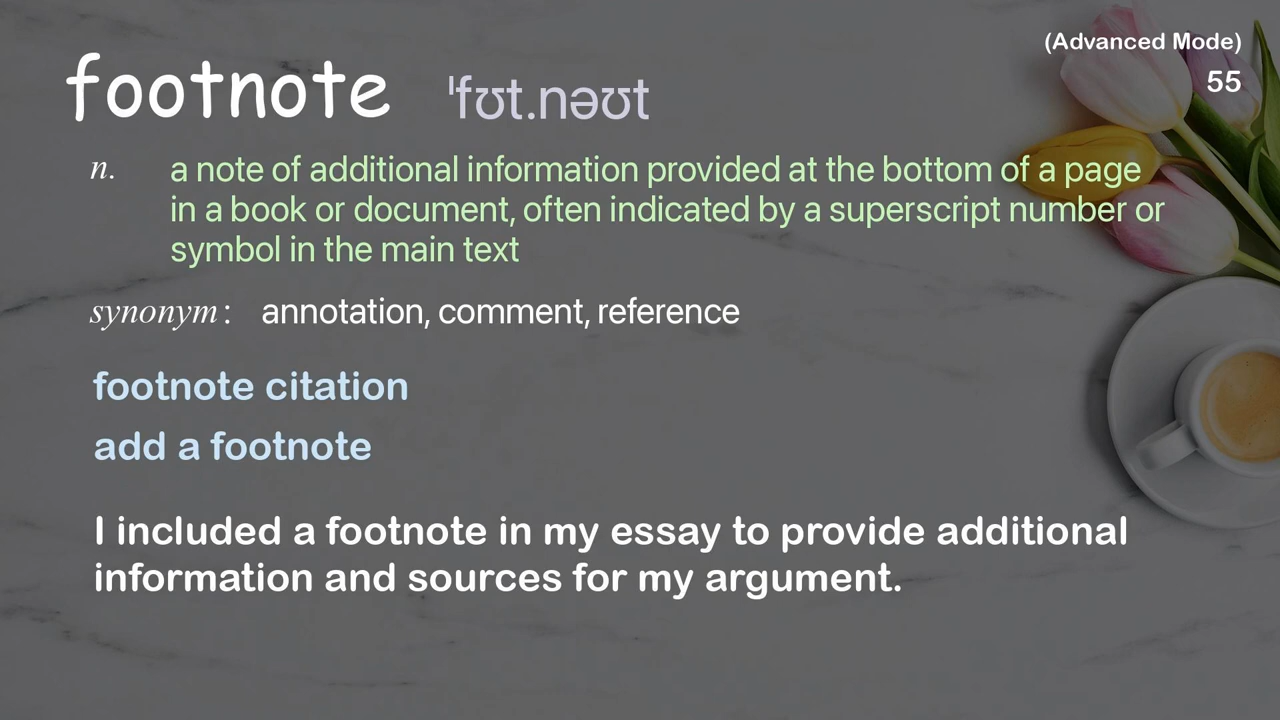 (Advanced Mode)
55
footnote ˈfʊt.nəʊt
n. a note of additional information provided at the bottom of a page
in a book or document, often indicated by a superscript number or
symbol in the main text
synonym: annotation, comment, reference
footnote citation
add a footnote
I included a footnote in my essay to provide additional
information and sources for my argument.